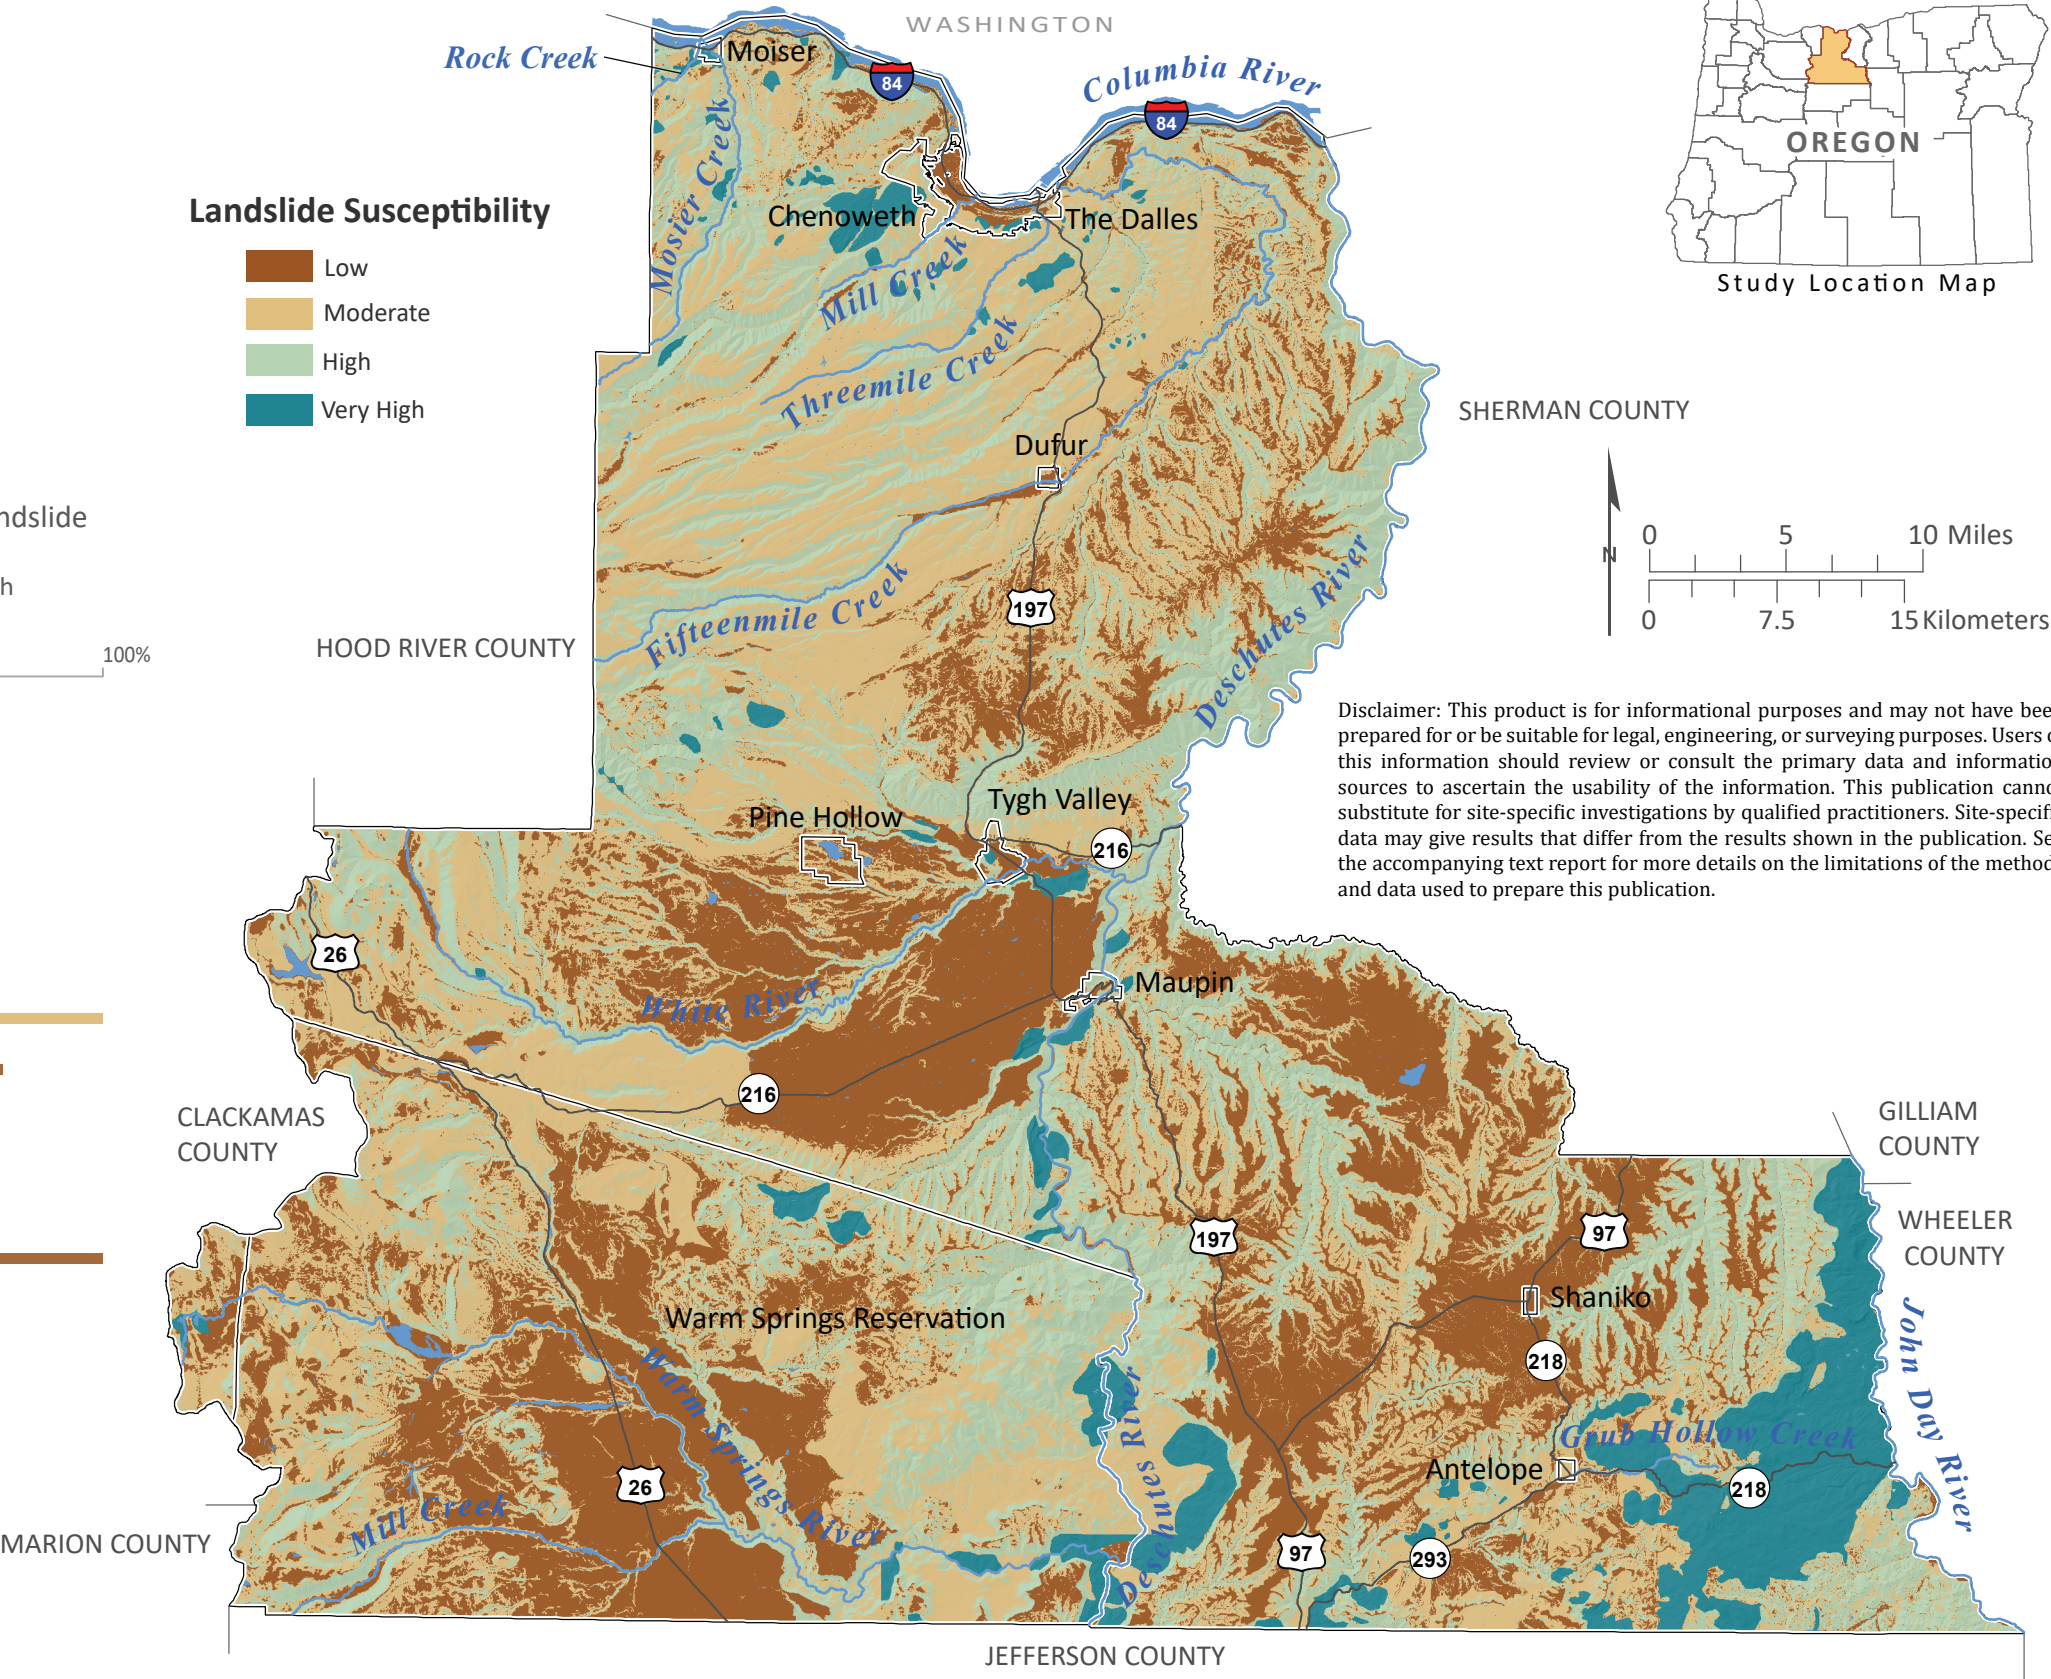 WASHINGTON
Rock Creek
Moiser
84
Columbia River
84
OREGON
Study Location Map
Mosier Creek
Landslide Susceptibility
Low
Moderate
High
Very High
Chenoweth
The Dalles
Mill Creek
Threemile Creek
SHERMAN COUNTY
Dufur
ndslide
h
100%
0 5 10 Miles
N
0 7.5 15 Kilometers
197
Fifteenmile Creek
HOOD RIVER COUNTY
Deschutes River
Disclaimer: This product is for informational purposes and may not have bee
prepared for or be suitable for legal, engineering, or surveying purposes. Users o
this information should review or consult the primary data and informatio
sources to ascertain the usability of the information. This publication canno
substitute for site-specific investigations by qualified practitioners. Site-specif
data may give results that differ from the results shown in the publication. Se
the accompanying text report for more details on the limitations of the method
and data used to prepare this publication.
Tygh Valley
Pine Hollow
216
26
Maupin
White River
216
CLACKAMAS
COUNTY
GILLIAM
COUNTY
WHEELER
COUNTY
197
97
Shaniko
Warm Springs Reservation
218
John Day River
Warm Springs River
Deschutes River
Grub Hollow Creek
Antelope
218
26
Mill Creek
MARION COUNTY
97
293
JEFFERSON COUNTY